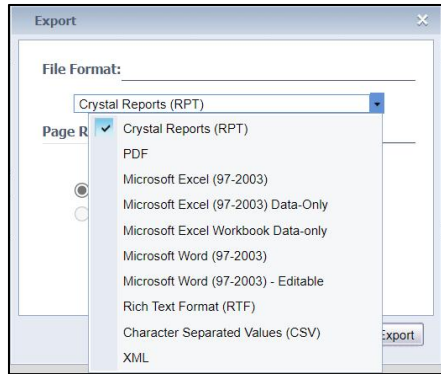 Export
File Format:
Crystal Reports (RPT)
Page R
Crystal Reports (RPT)
PDF
Microsoft Excel (97-2003)
Microsoft Excel (97-2003) Data-Only
Microsoft Excel Workbook Data-only
Microsoft Word (97-2003)
Microsoft Word (97-2003) - Editable
Rich Text Format (RTF)
Character Separated Values (CSV)
XML
Export